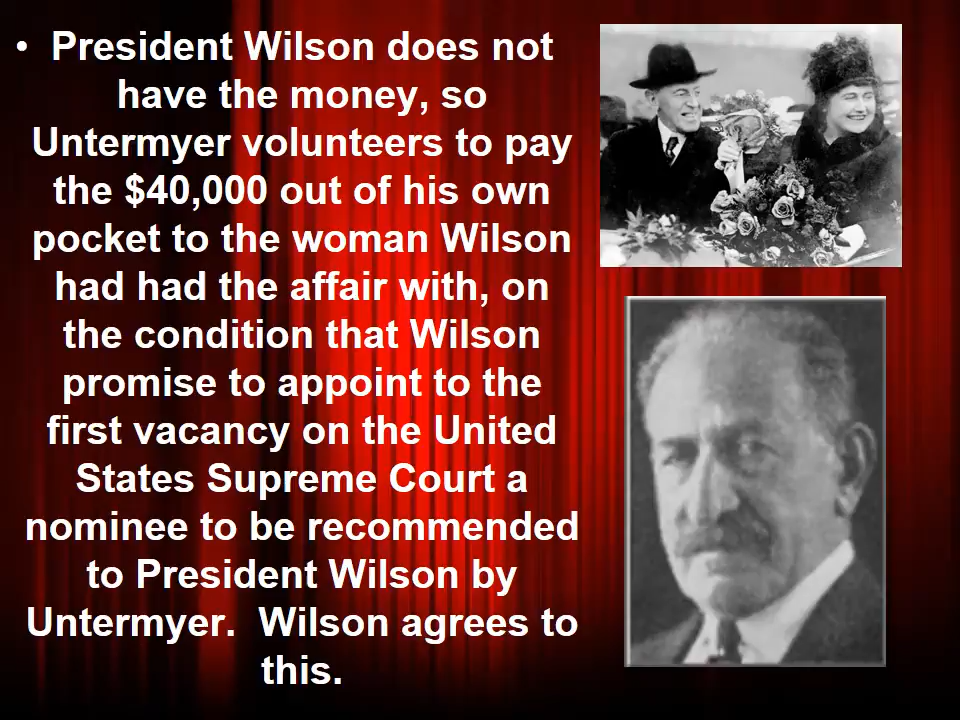 • President Wilson does not
have the money, so
Untermyer volunteers to pay
the $40,000 out of his own
pocket to the woman Wilson
had had the affair with, on
the condition that Wilson
promise to appoint to the
first vacancy on the United
States Supreme Court a
nominee to be recommended
to President Wilson by
Untermyer.  Wilson agrees to
this.